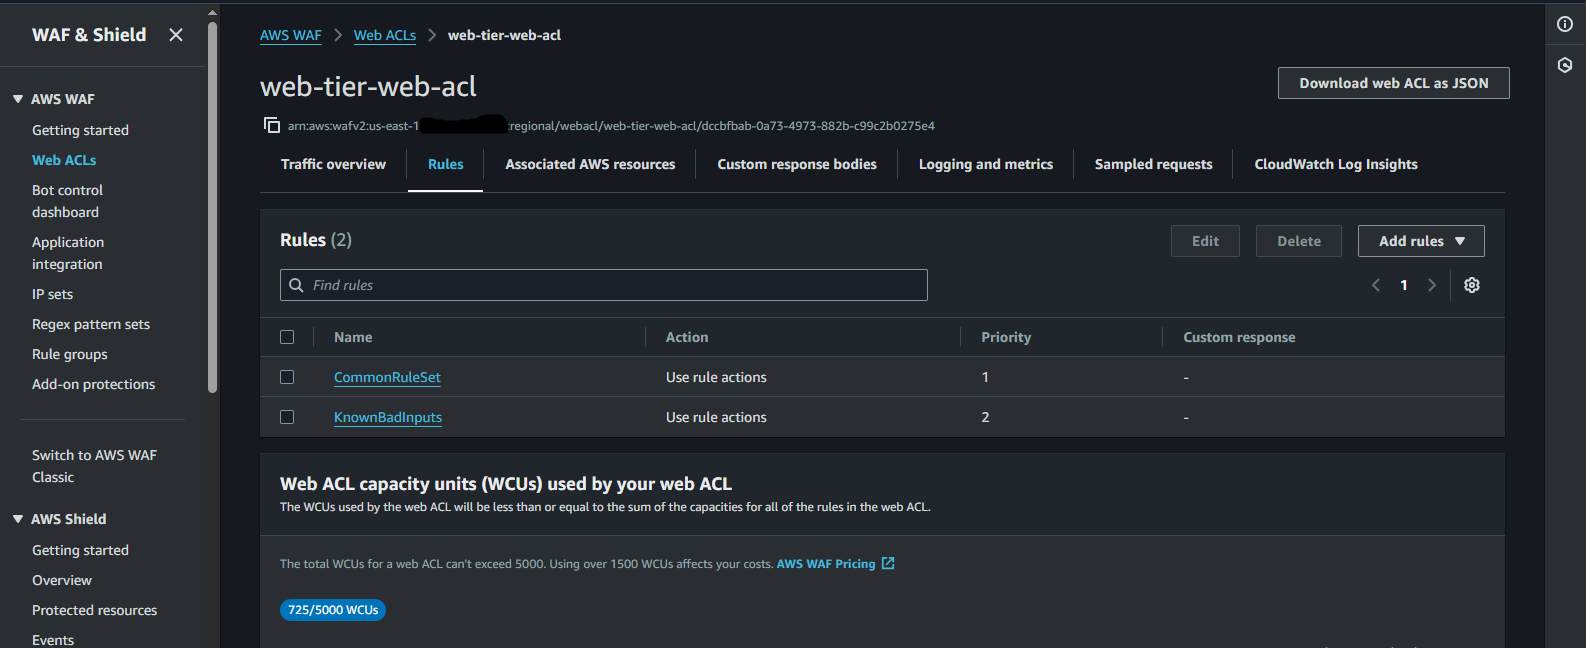 WAF & Shield
AWS WAF
Getting started
Web ACLs
Bot control
dashboard
Application
integration
IP sets
Regex pattern sets
Rule groups
Add-on protections
Switch to AWS WAF
Classic
AWS Shield
Getting started
Overview
Protected resources
Events
AWS WAF > Web ACLs > web-tier-web-acl
web-tier-web-acl
Download web ACL as JSON
arn:aws:wafv2:us-east-1 :regional/webacl/web-tier-web-acl/dccbfbab-0a73-4973-882b-c99c2b0275e4
Traffic overview Rules Associated AWS resources Custom response bodies Logging and metrics Sampled requests CloudWatch Log Insights
Rules (2)
Edit Delete Add rules
Find rules
1
Name Action Priority Custom response
CommonRuleSet Use rule actions 1 -
KnownBadInputs Use rule actions 2 -
Web ACL capacity units (WCUs) used by your web ACL
The WCUs used by the web ACL will be less than or equal to the sum of the capacities for all of the rules in the web ACL.
The total WCUs for a web ACL can't exceed 5000. Using over 1500 WCUs affects your costs. AWS WAF Pricing
725/5000 WCUs